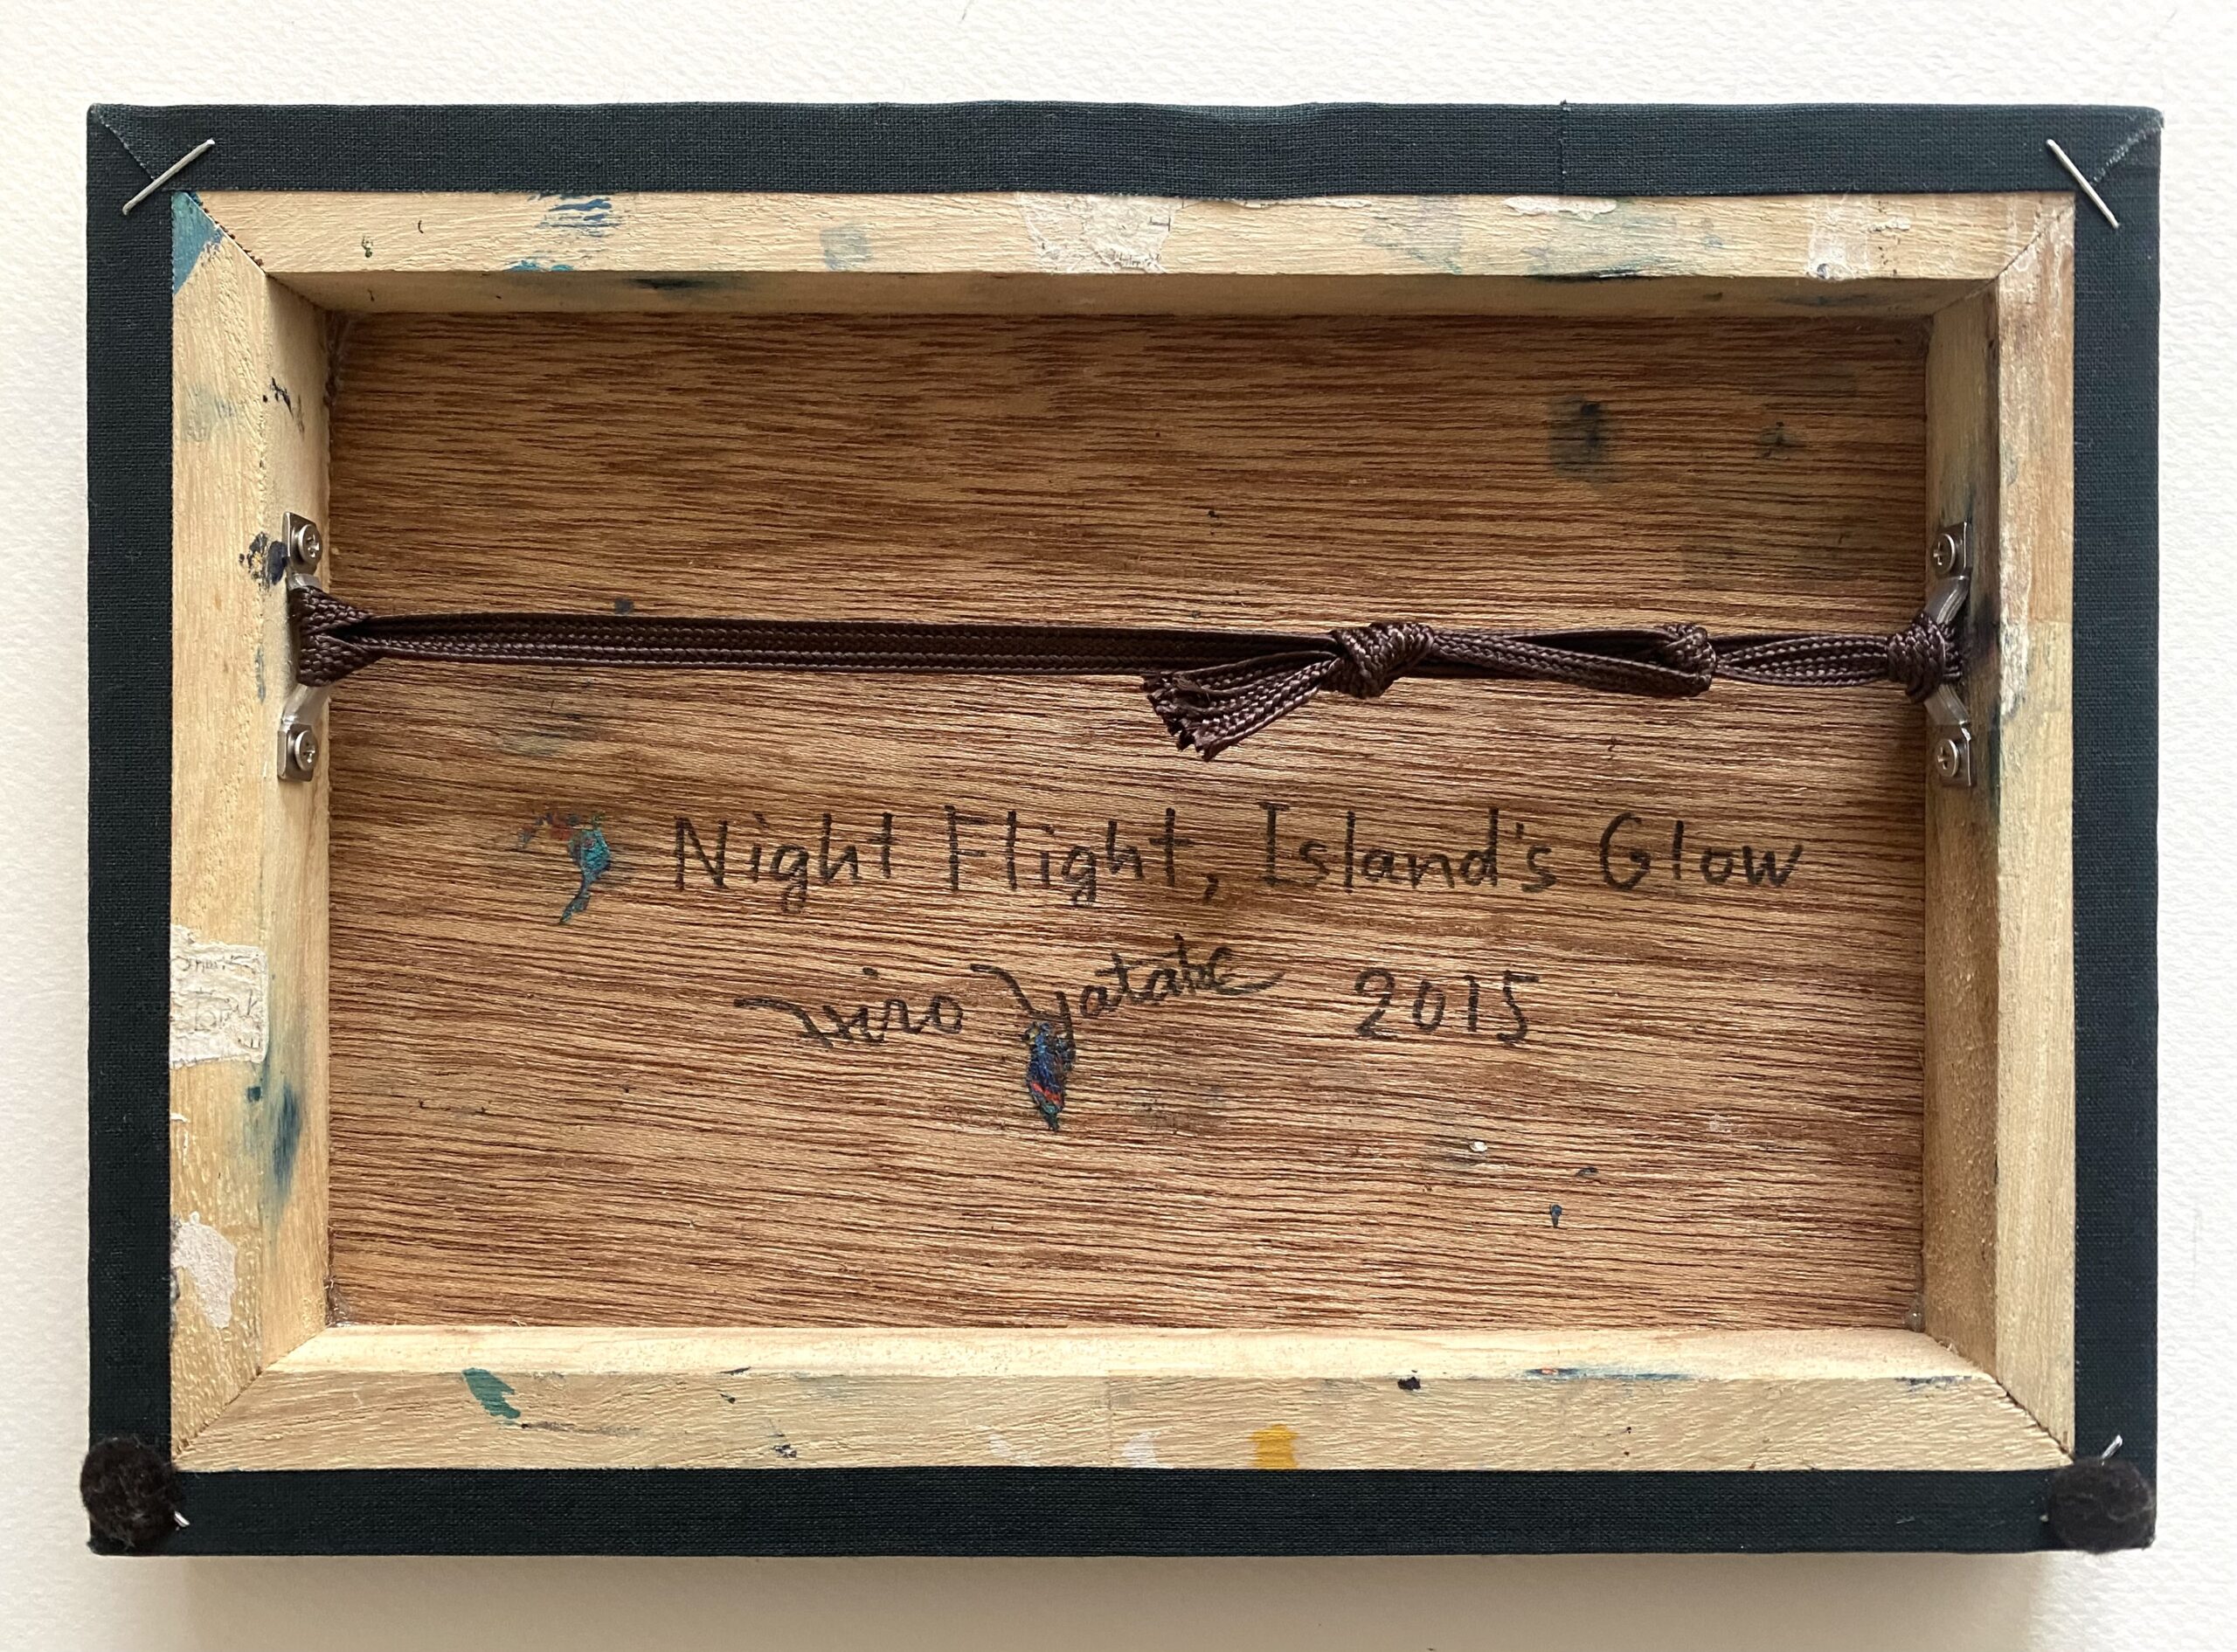 Night Flight, Island's Glow
Hiro Yatabe 2015